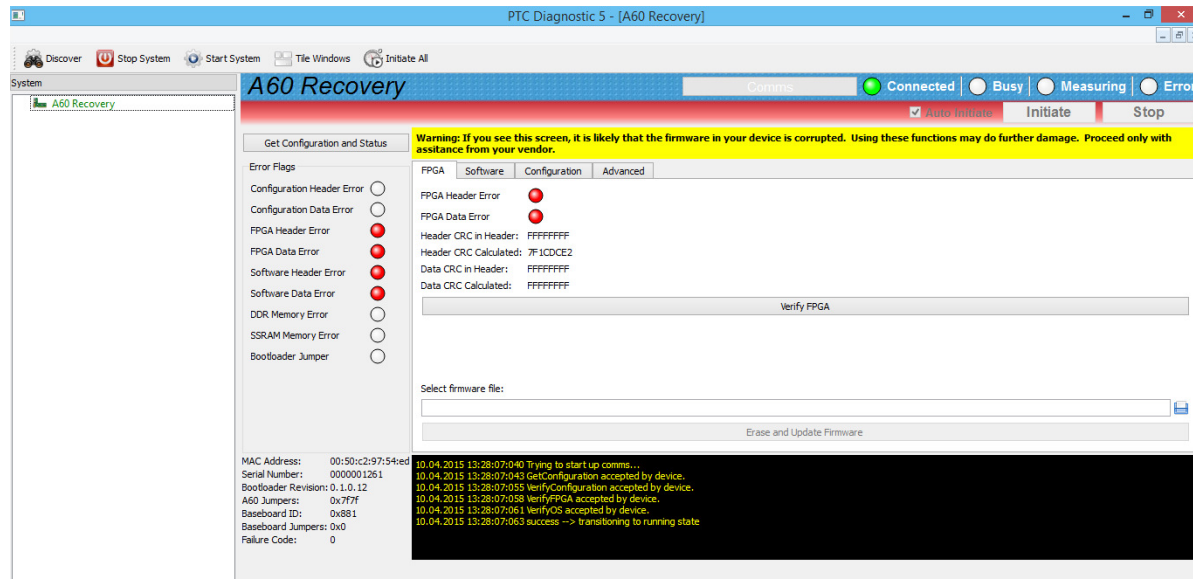 PTC Diagnostic 5 - [A60 Recovery]
Discover Stop System Start System Tile Windows Initiate All
System
A60 Recovery
A60 Recovery
Comms Connected Busy Measuring Error
Auto Initiate Initiate Stop
Get Configuration and Status
Warning: If you see this screen, it is likely that the firmware in your device is corrupted. Using these functions may do further damage. Proceed only with
assitance from your vendor.
Error Flags
Configuration Header Error
Configuration Data Error
FPGA Header Error
FPGA Data Error
Software Header Error
Software Data Error
DDR Memory Error
SSRAM Memory Error
Bootloader Jumper
FPGA Software Configuration Advanced
FPGA Header Error
FPGA Data Error
Header CRC in Header: FFFFFFFF
Header CRC Calculated: 7F1CDCE2
Data CRC in Header: FFFFFFFF
Data CRC Calculated: FFFFFFFF
Verify FPGA
Select firmware file:
Erase and Update Firmware
MAC Address: 00:50:c2:97:54:ed
Serial Number: 0000001261
Bootloader Revision: 0.1.0.12
A60 Jumpers: 0x7f7f
Baseboard ID: 0x881
Baseboard Jumpers: 0x0
Failure Code: 0
10.04.2015 13:28:07:040 Trying to start up comms...
10.04.2015 13:28:07:043 GetConfiguration accepted by device.
10.04.2015 13:28:07:055 VerifyConfiguration accepted by device.
10.04.2015 13:28:07:058 VerifyFPGA accepted by device.
10.04.2015 13:28:07:061 VerifyOS accepted by device.
10.04.2015 13:28:07:063 success --> transitioning to running state